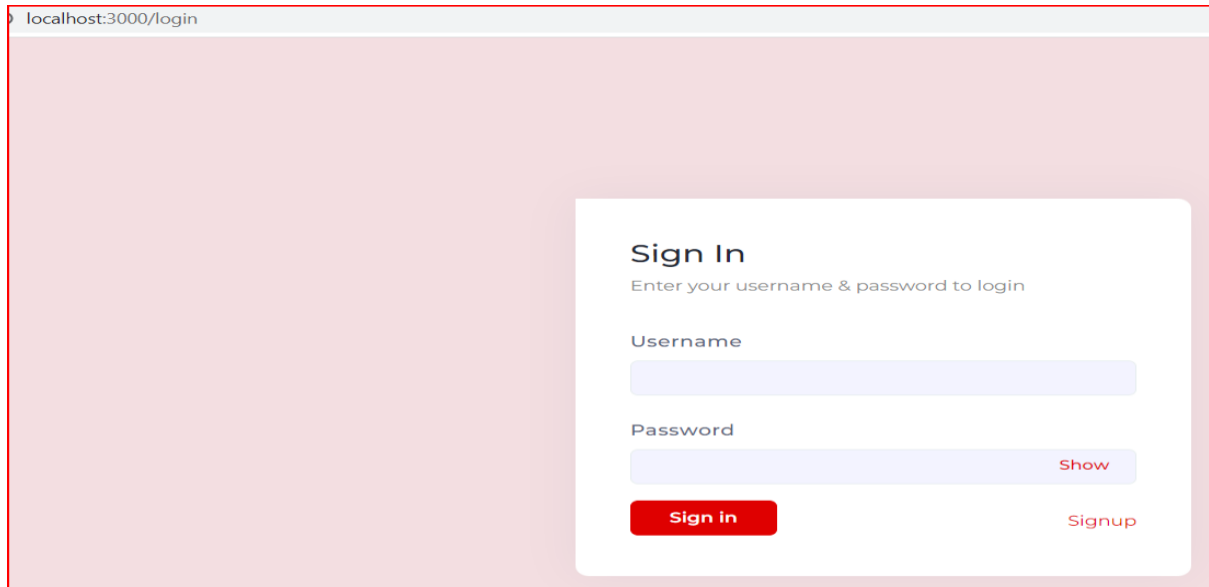 localhost:3000/login
Sign In
Enter your username & password to login
Username
Password
Show
Sign in
Signup